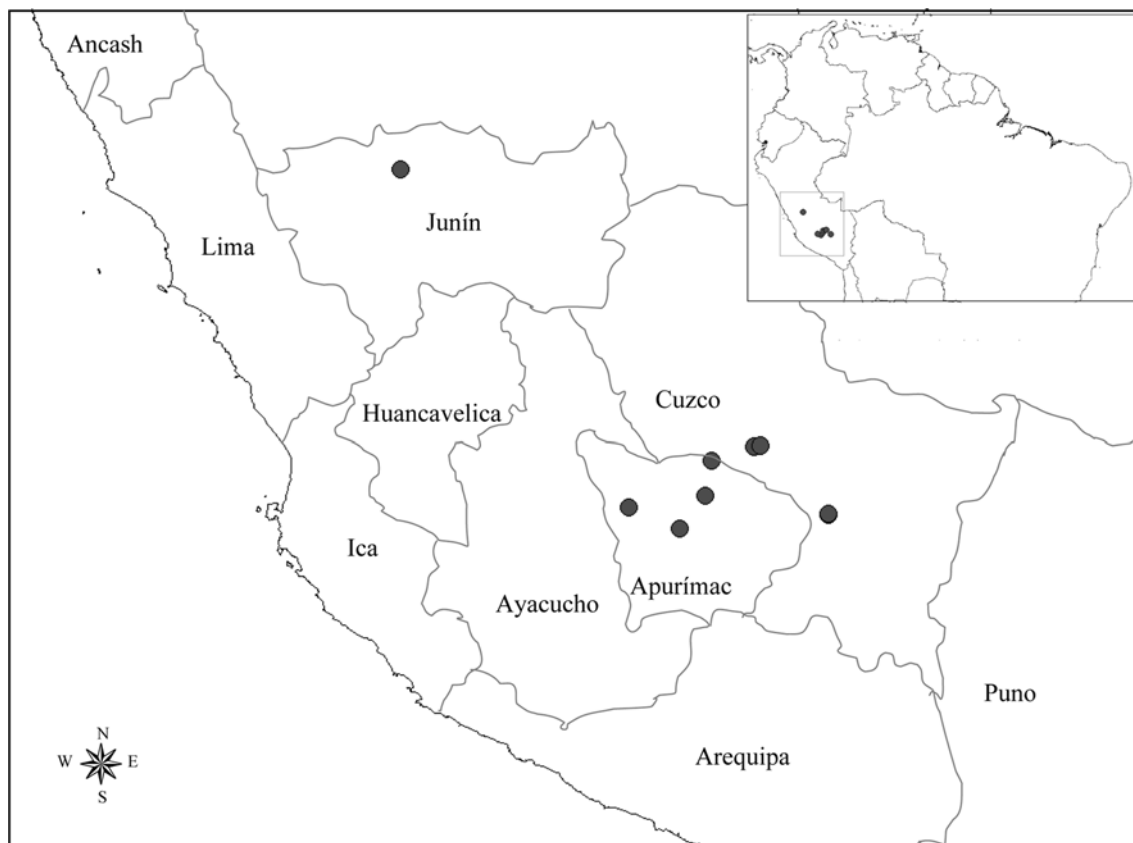 Ancash
Junín
Lima
Cuzco
Huancavelica
Ica
Ayacucho
Apurímac
Puno
Arequipa
N
W
E
S